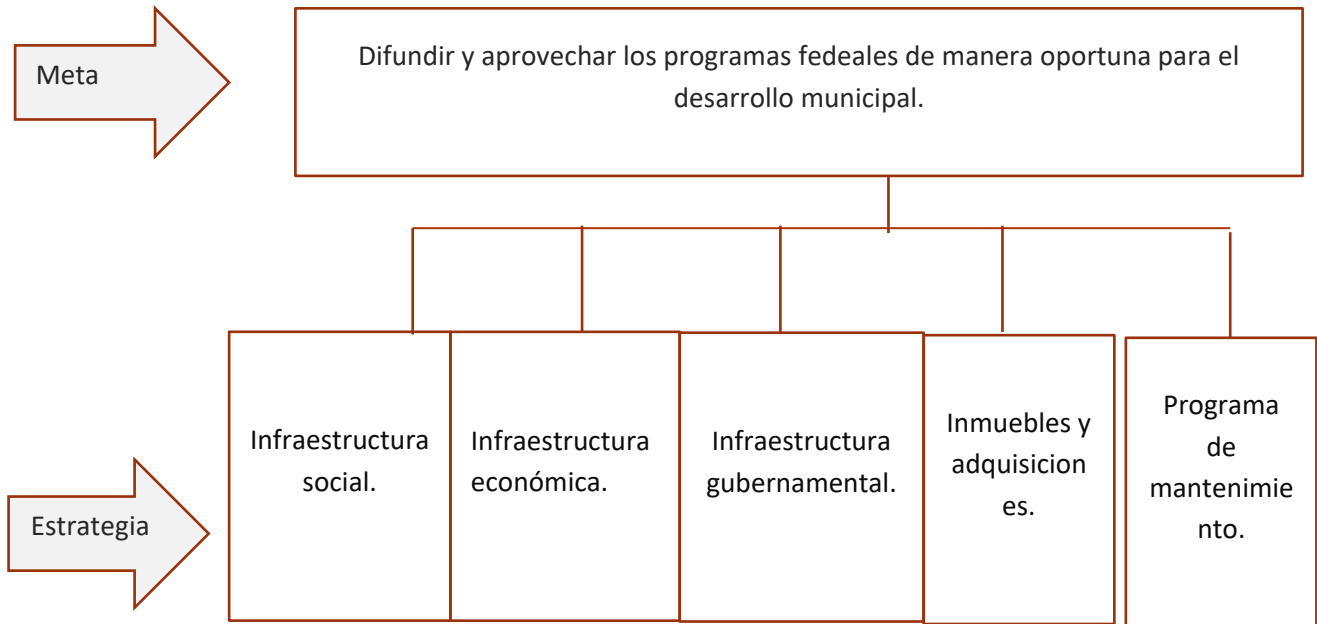 Meta
Difundir y aprovechar los programas fedeales de manera oportuna para el
desarrollo municipal.
Estrategia
Infraestructura
social.
Infraestructura
económica.
Infraestructura
gubernamental.
Inmuebles y
adquisicion
es.
Programa
de
mantenimie
nto.